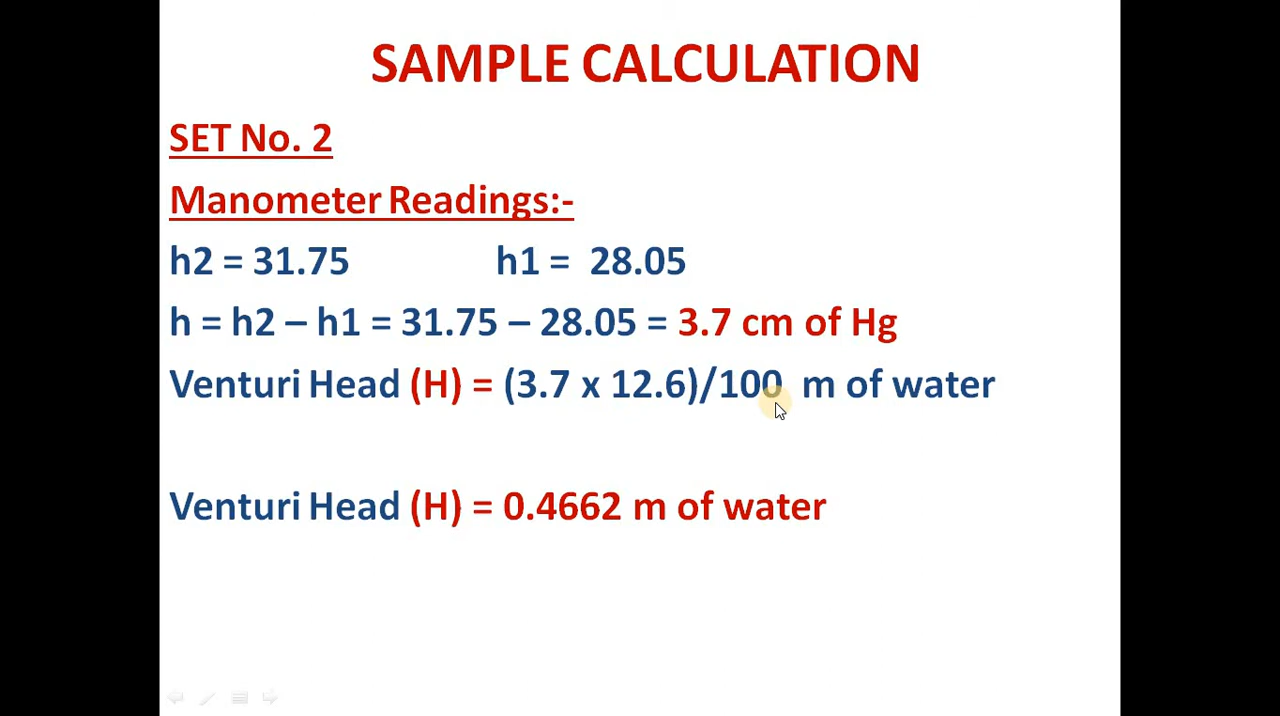 SAMPLE CALCULATION
SET No. 2
Manometer Readings:-
h2 = 31.75 h1 = 28.05
h = h2 – h1 = 31.75 – 28.05 = 3.7 cm of Hg
Venturi Head (H) = (3.7 x 12.6)/100 m of water
Venturi Head (H) = 0.4662 m of water